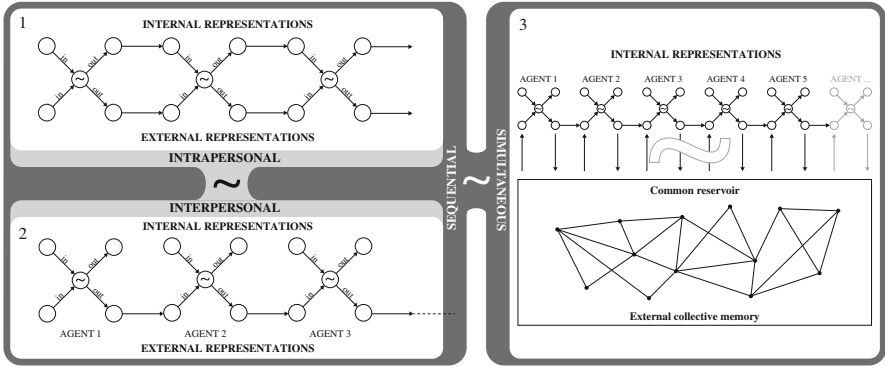 1
INTERNAL REPRESENTATIONS
in out in out in out
~ ~ ~
in out in out in out
EXTERNAL REPRESENTATIONS
INTRAPERSONAL
~
INTERPERSONAL
INTERNAL REPRESENTATIONS
2
in out in out in out
~ ~ ~
in out in out in out
AGENT 1 AGENT 2 AGENT 3
EXTERNAL REPRESENTATIONS
SEQUENTIAL
~
SIMULTANEOUS
3
INTERNAL REPRESENTATIONS
AGENT 1 AGENT 2 AGENT 3 AGENT 4 AGENT 5 AGENT ...
~ ~ ~ ~ ~ ~
~
Common reservoir
External collective memory